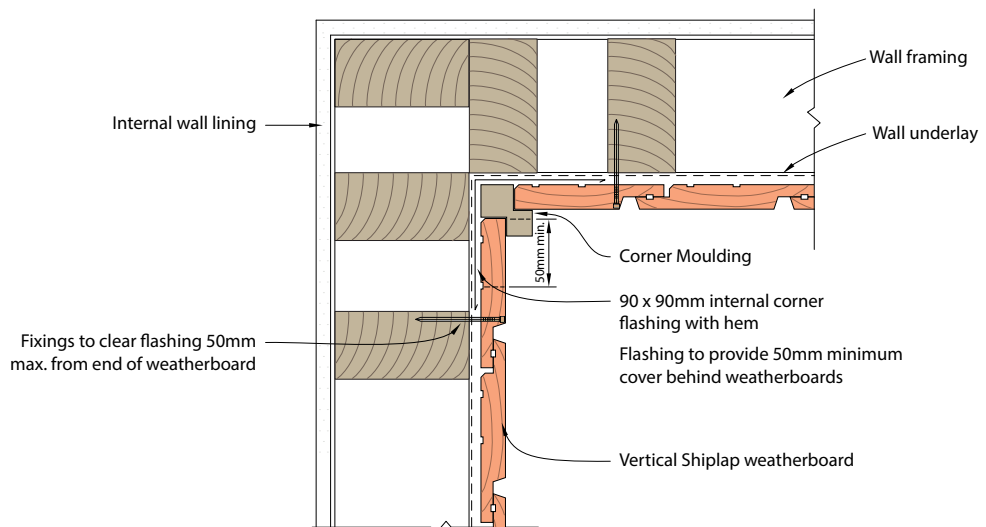 Wall framing
Internal wall lining
Wall underlay
50mm min.
Corner Moulding
90 x 90mm internal corner
flashing with hem
Fixings to clear flashing 50mm
max. from end of weatherboard
Flashing to provide 50mm minimum
cover behind weatherboards
Vertical Shiplap weatherboard